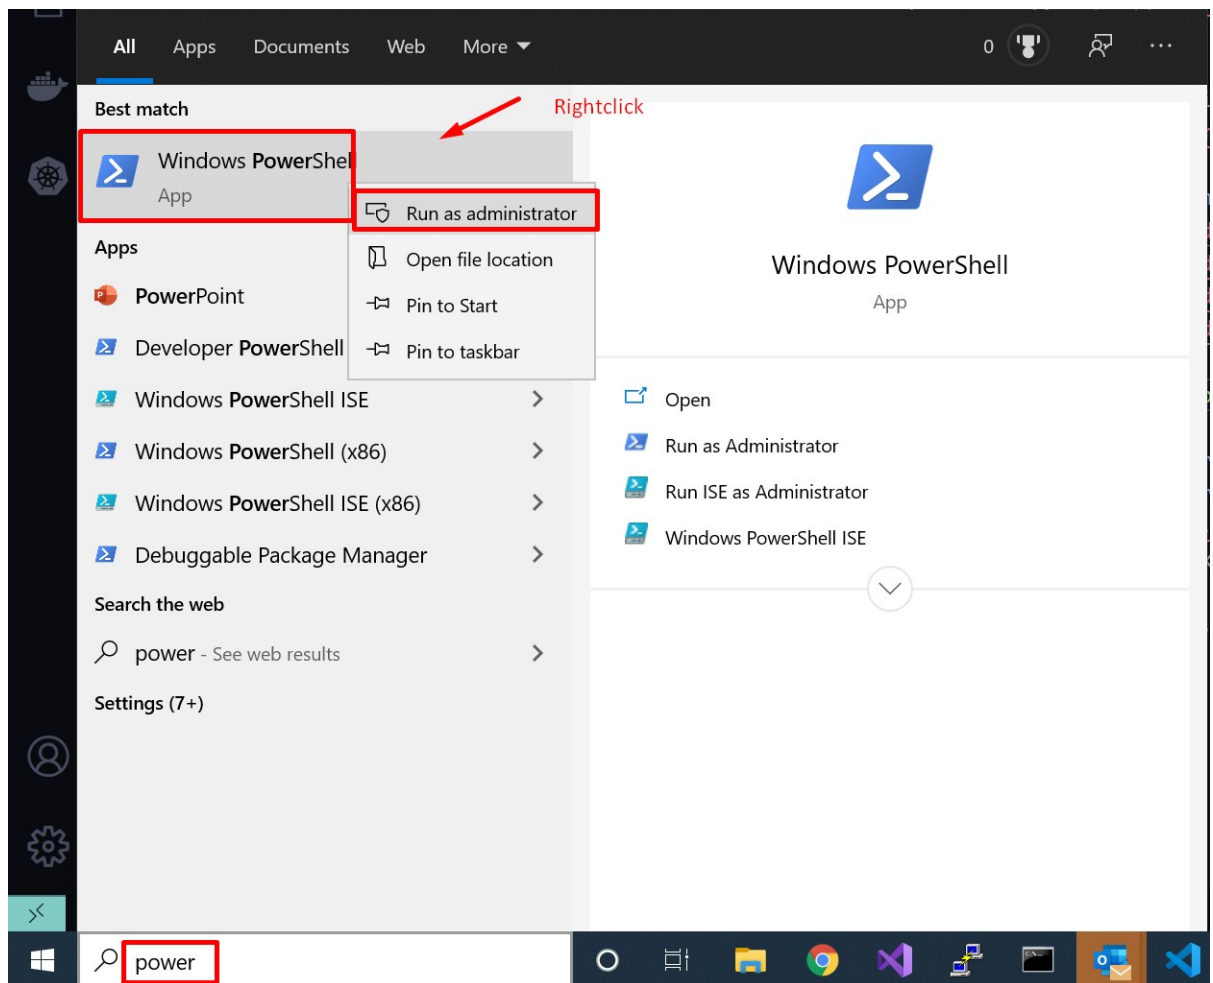 All Apps Documents Web More 0
Best match
Rightclick
Windows PowerShell
App
Run as administrator
Open file location
Pin to Start
Pin to taskbar
Apps
PowerPoint
Developer PowerShell
Windows PowerShell ISE
Windows PowerShell (x86)
Windows PowerShell ISE (x86)
Debuggable Package Manager
Search the web
power - See web results
Settings (7+)
Windows PowerShell
App
Open
Run as Administrator
Run ISE as Administrator
Windows PowerShell ISE
power